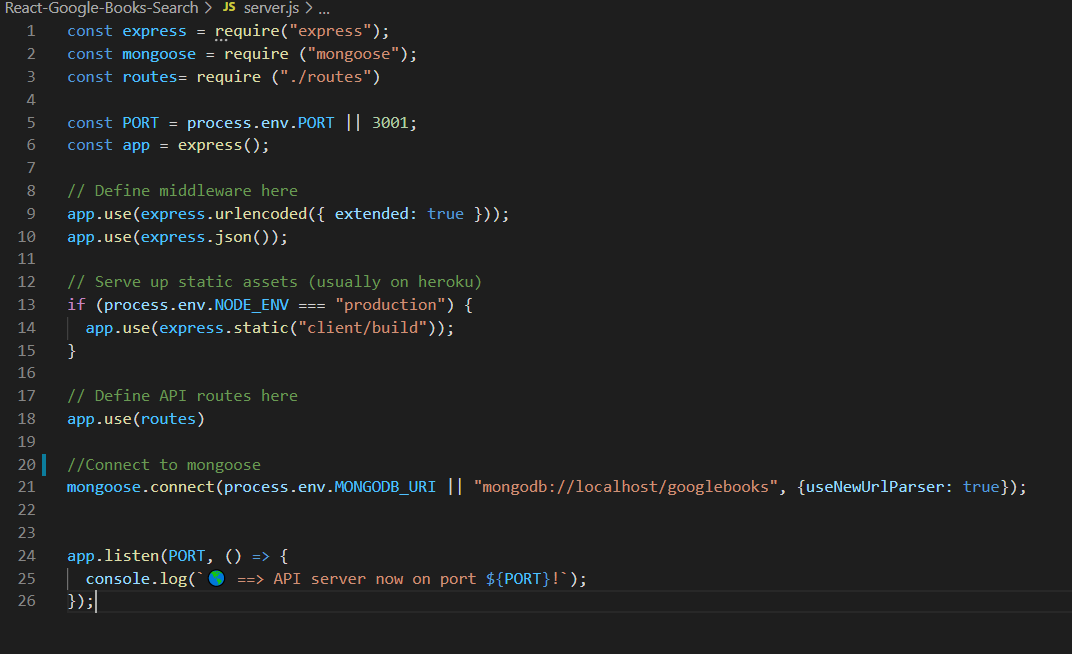 React-Google-Books-Search > JS server.js > ...
1 const express = require("express");
2 const mongoose = require ("mongoose");
3 const routes= require ("./routes")
4
5 const PORT = process.env.PORT || 3001;
6 const app = express();
7
8 // Define middleware here
9 app.use(express.urlencoded({ extended: true }));
10 app.use(express.json());
11
12 // Serve up static assets (usually on heroku)
13 if (process.env.NODE_ENV === "production") {
14   app.use(express.static("client/build"));
15 }
16
17 // Define API routes here
18 app.use(routes)
19
20 //Connect to mongoose
21 mongoose.connect(process.env.MONGODB_URI || "mongodb://localhost/googlebooks", {useNewUrlParser: true});
22
23
24 app.listen(PORT, () => {
25   console.log(`🌎 ==> API server now on port ${PORT}!`);
26 });